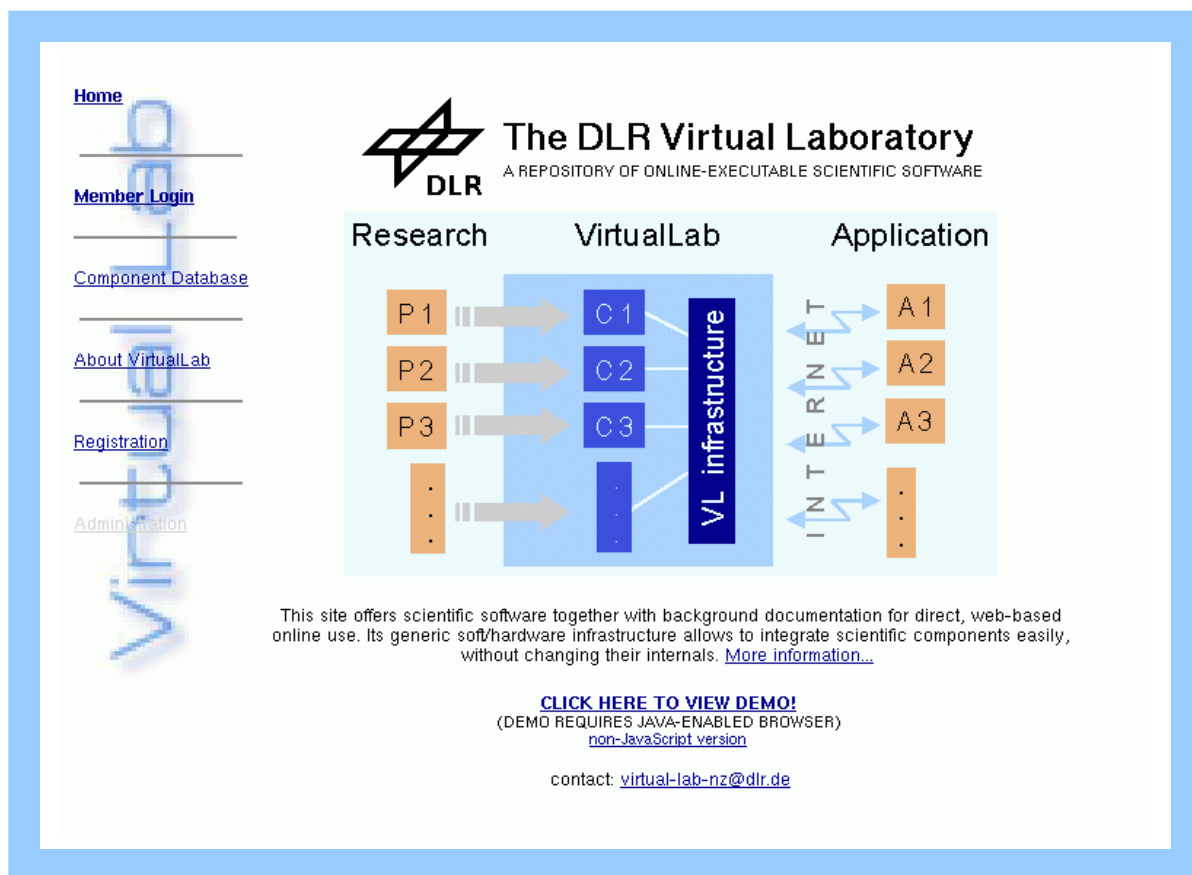 Home
Member Login
Component Database
About VirtualLab
Registration
Administration
Virtual Lab
DLR
The DLR Virtual Laboratory
A REPOSITORY OF ONLINE-EXECUTABLE SCIENTIFIC SOFTWARE
Research VirtualLab Application
P1 C1 A1
P2 C2 A2
P3 C3 A3
VL infrastructure
INTERNET
This site offers scientific software together with background documentation for direct, web-based
online use. Its generic soft/hardware infrastructure allows to integrate scientific components easily,
without changing their internals. More information...
CLICK HERE TO VIEW DEMO!
(DEMO REQUIRES JAVA-ENABLED BROWSER)
non-JavaScript version
contact: virtual-lab-nz@dlr.de